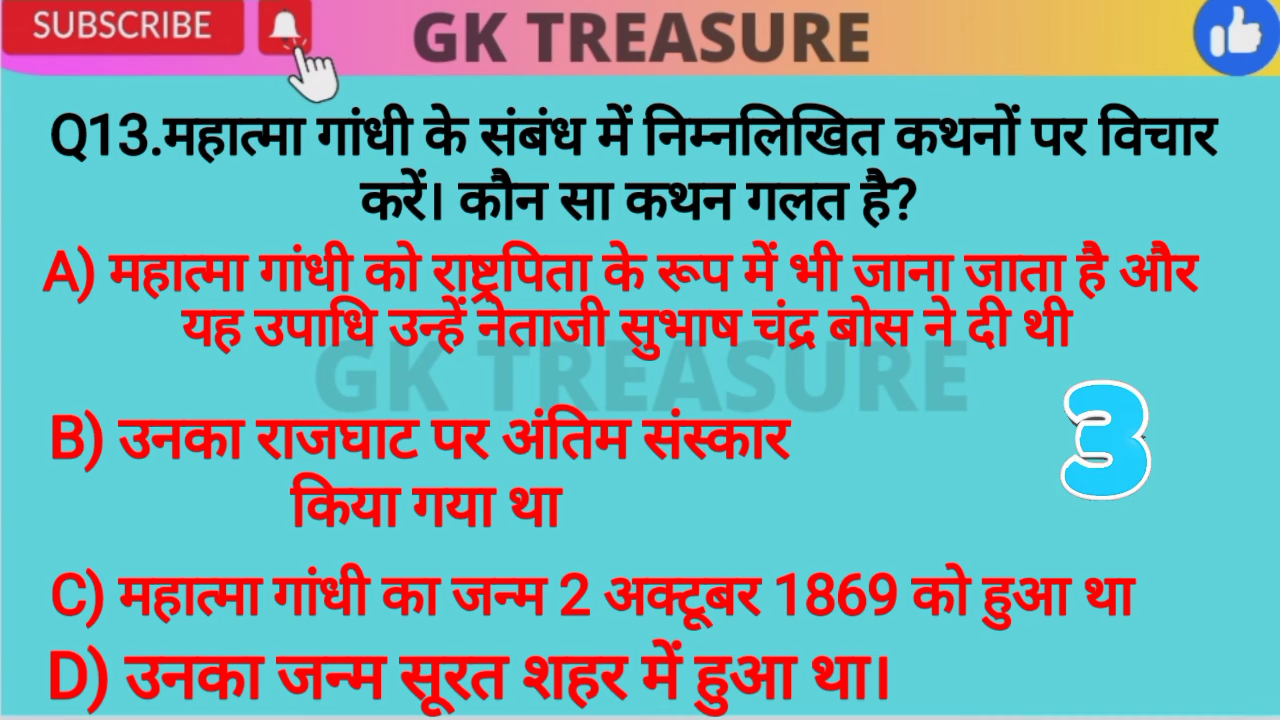 SUBSCRIBE
GK TREASURE
Q13.महात्मा गांधी के संबंध में निम्नलिखित कथनों पर विचार
करें। कौन सा कथन गलत है?
A) महात्मा गांधी को राष्ट्रपिता के रूप में भी जाना जाता है और
यह उपाधि उन्हें नेताजी सुभाष चंद्र बोस ने दी थी
GK TREASURE
3
B) उनका राजघाट पर अंतिम संस्कार
किया गया था
C) महात्मा गांधी का जन्म 2 अक्टूबर 1869 को हुआ था
D) उनका जन्म सूरत शहर में हुआ था।